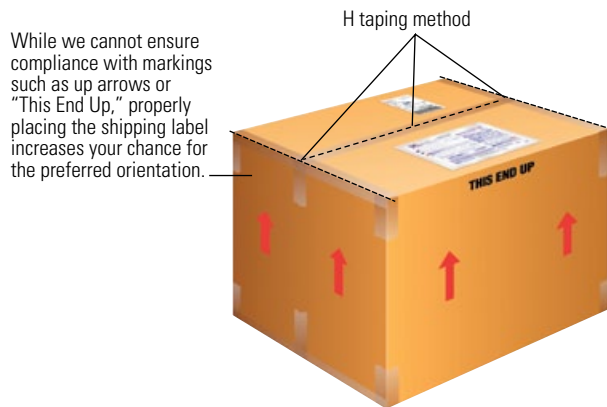 H taping method
While we cannot ensure
compliance with markings
such as up arrows or
“This End Up,” properly
placing the shipping label
increases your chance for
the preferred orientation.
THIS END UP